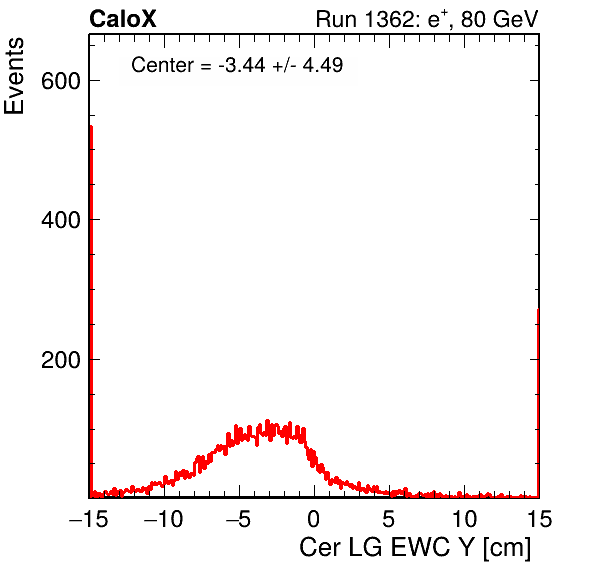 CaloX Run 1362: e⁺, 80 GeV
Center = -3.44 +/- 4.49
Events
600
400
200
−15 −10 −5 0 5 10 15
Cer LG EWC Y [cm]